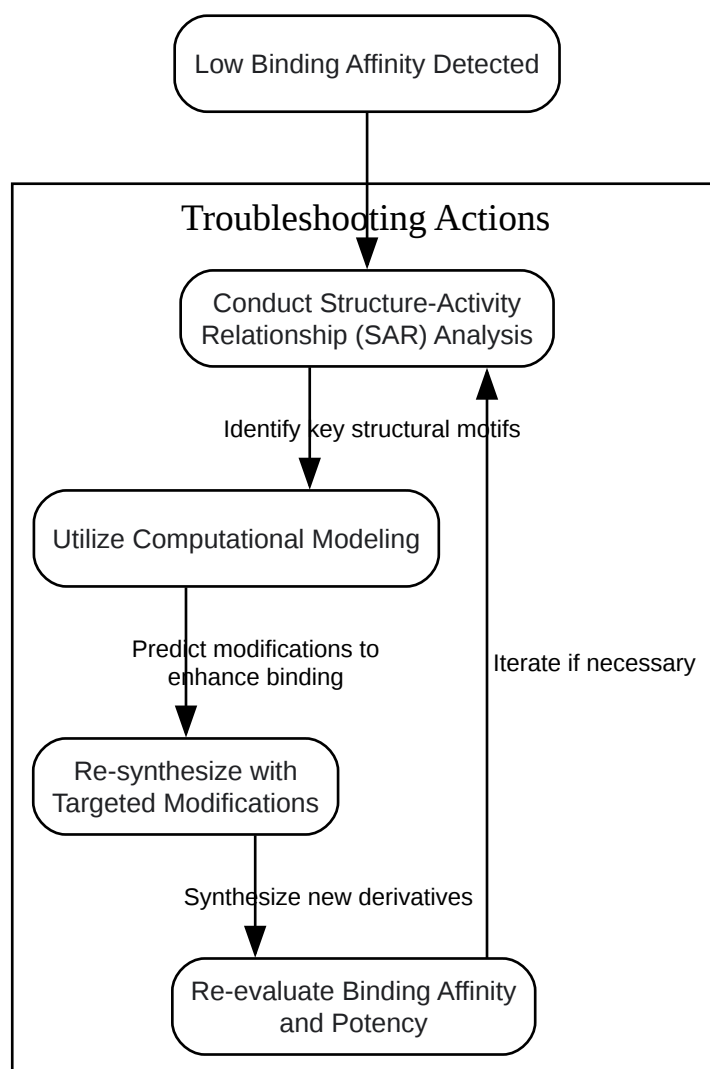 Low Binding Affinity Detected
Troubleshooting Actions
Conduct Structure-Activity
Relationship (SAR) Analysis
Identify key structural motifs
Utilize Computational Modeling
Predict modifications to
enhance binding
Iterate if necessary
Re-synthesize with
Targeted Modifications
Synthesize new derivatives
Re-evaluate Binding Affinity
and Potency